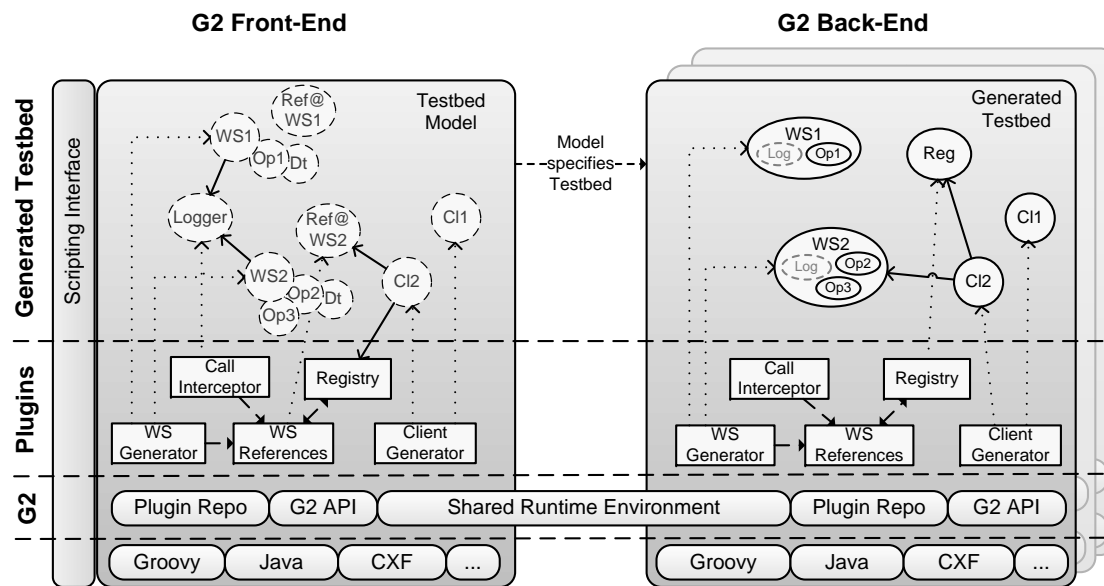 G2 Front-End
G2 Back-End
Generated Testbed
Plugins
G2
Scripting Interface
Testbed
Model
Ref@
WS1
WS1
Op1
Dt
Logger
Ref@
WS2
Cl1
WS2
Op2
Dt
Op3
Cl2
Call
Interceptor
Registry
WS
Generator
WS
References
Client
Generator
Plugin Repo
G2 API
Shared Runtime Environment
Plugin Repo
G2 API
Groovy
Java
CXF
...
Model
specifies
Testbed
Generated
Testbed
WS1
Log
Op1
Reg
Cl1
WS2
Log
Op2
Op3
Cl2
Call
Interceptor
Registry
WS
Generator
WS
References
Client
Generator
Groovy
Java
CXF
...